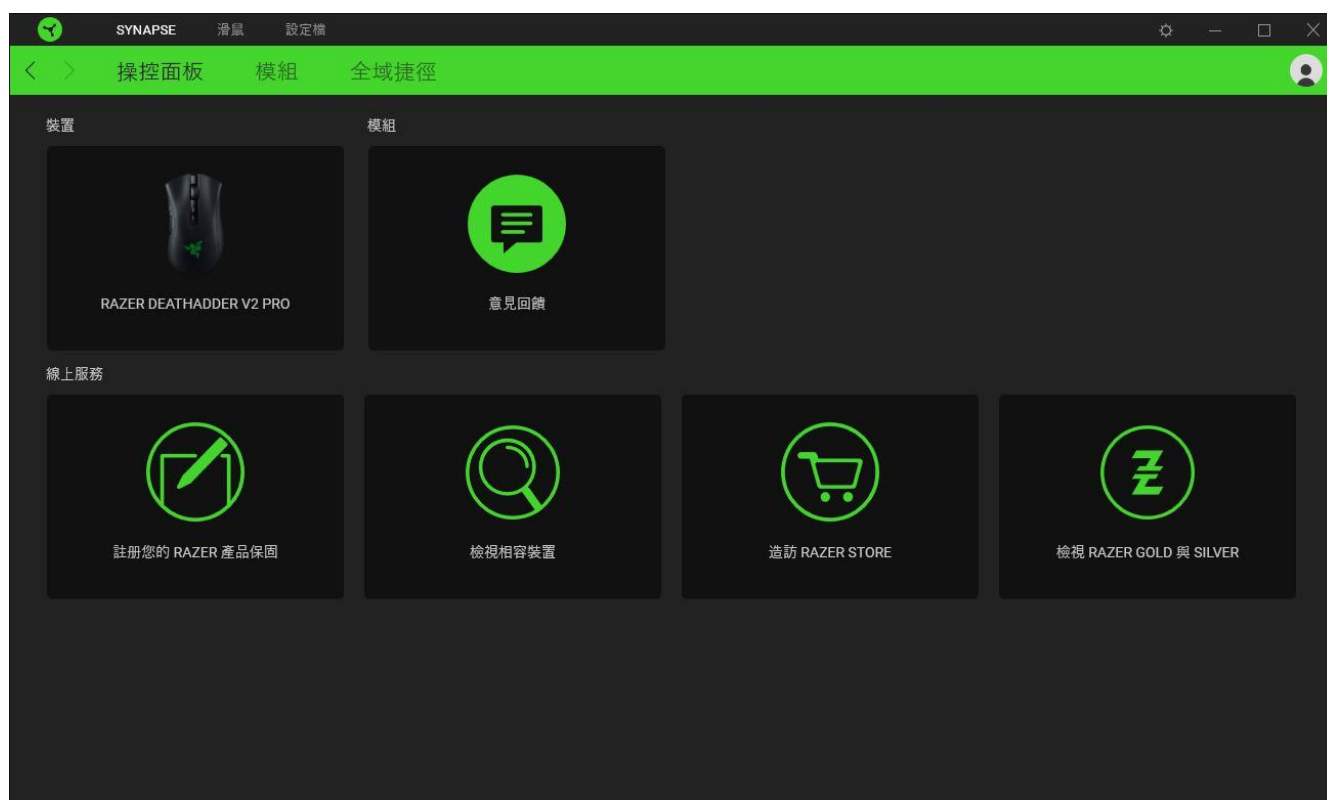 SYNAPSE 滑鼠 設定檔
操控面板 模組 全域捷徑
裝置 模組
RAZER DEATHADDER V2 PRO 意見回饋
線上服務
註冊您的 RAZER 產品保固 檢視相容裝置 造訪 RAZER STORE 檢視 RAZER GOLD 與 SILVER